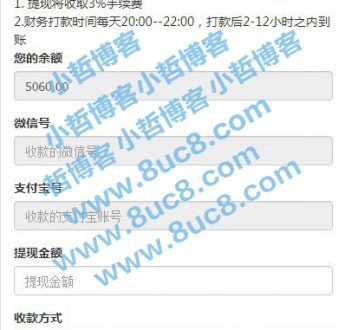 1. 提现将收取3%手续费
2.财务打款时间每天20:00--22:00，打款后2-12小时之内到
账
您的余额
5060.00
微信号
收款的微信号
支付宝号
收款的支付宝账号
提现金额
提现金额
收款方式
小哲博客 小哲博客
小哲博客 小哲博客
www.8uc8.com
www.8uc8.com
www.8uc8.com